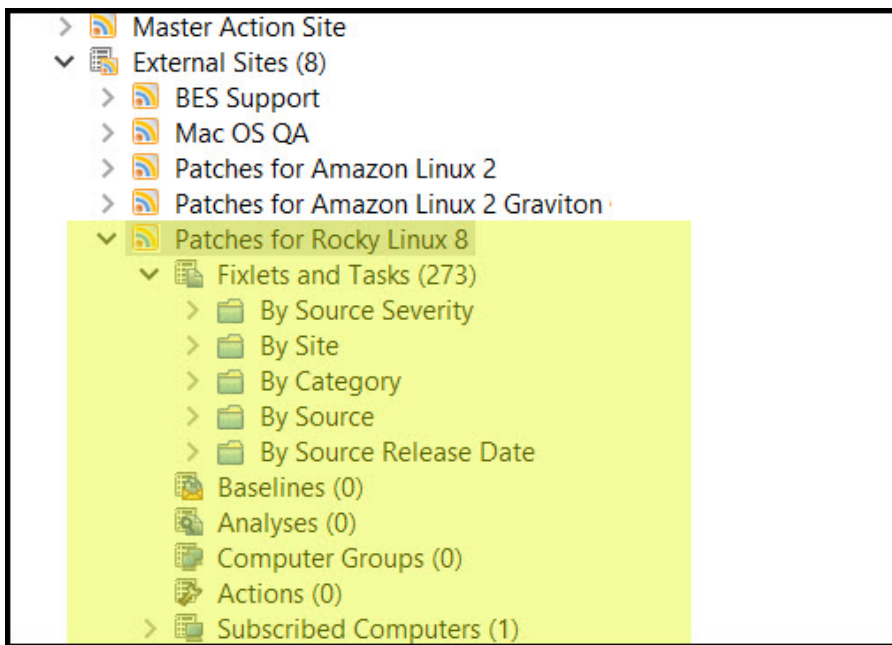 Master Action Site
External Sites (8)
BES Support
Mac OS QA
Patches for Amazon Linux 2
Patches for Amazon Linux 2 Graviton
Patches for Rocky Linux 8
Fixlets and Tasks (273)
By Source Severity
By Site
By Category
By Source
By Source Release Date
Baselines (0)
Analyses (0)
Computer Groups (0)
Actions (0)
Subscribed Computers (1)